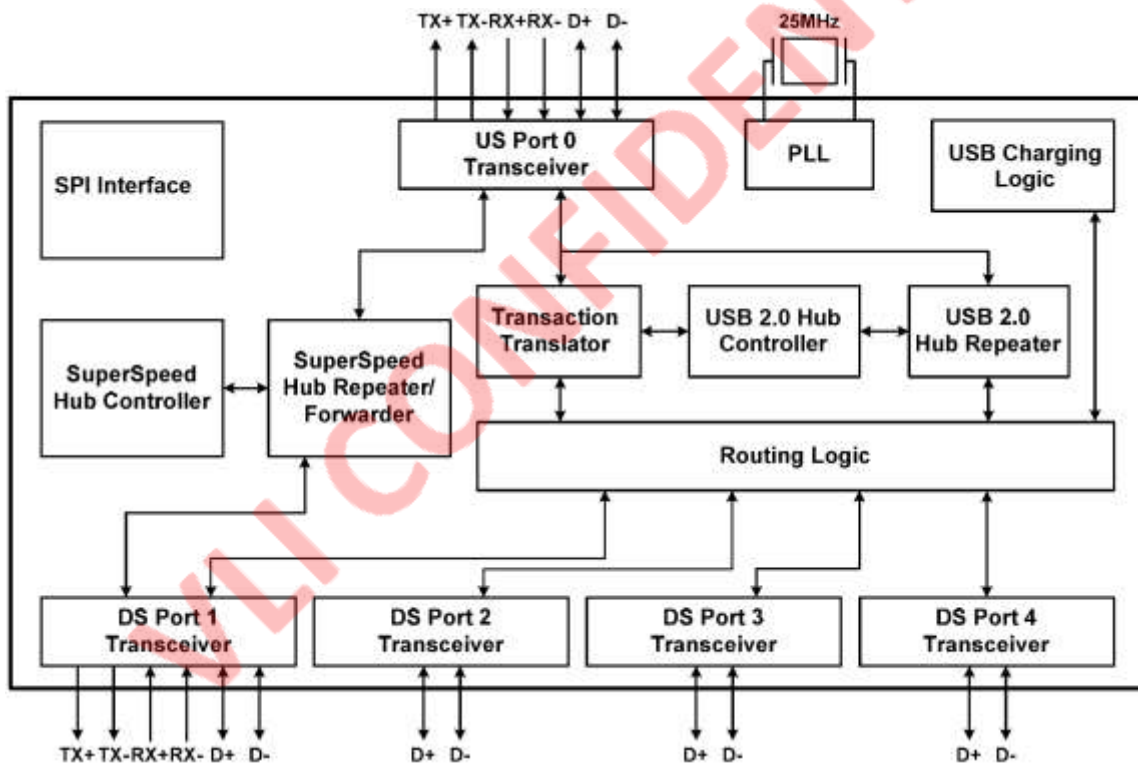 TX+ TX-RX+RX- D+ D-
25MHz
US Port 0
Transceiver
PLL
USB Charging
Logic
SPI Interface
Transaction
Translator
USB 2.0 Hub
Controller
USB 2.0
Hub Repeater
SuperSpeed
Hub Controller
SuperSpeed
Hub Repeater/
Forwarder
Routing Logic
DS Port 1
Transceiver
DS Port 2
Transceiver
DS Port 3
Transceiver
DS Port 4
Transceiver
TX+ TX-RX+RX- D+ D-
D+ D-
D+ D-
D+ D-
VLI CONFIDEN